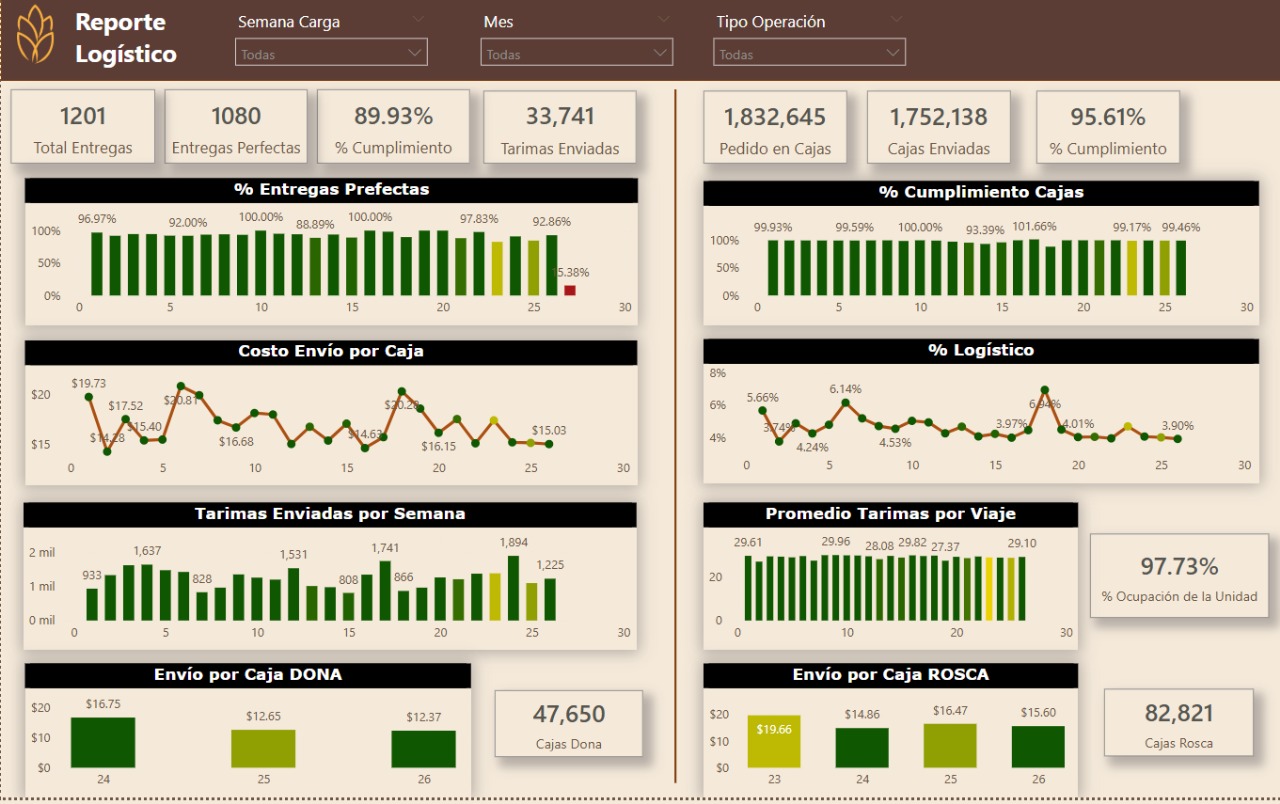 Reporte
Logístico
Semana Carga
Mes
Tipo Operación
Todas
Todas
Todas
1201
Total Entregas
1080
Entregas Perfectas
89.93%
% Cumplimiento
33,741
Tarimas Enviadas
1,832,645
Pedido en Cajas
1,752,138
Cajas Enviadas
95.61%
% Cumplimiento
% Entregas Prefectas
96.97% 92.00% 100.00% 88.89% 100.00% 97.83% 92.86% 15.38%
100%
50%
0%
0 5 10 15 20 25 30
% Cumplimiento Cajas
99.93% 99.59% 100.00% 93.39% 101.66% 99.17% 99.46%
100%
50%
0%
0 5 10 15 20 25 30
Costo Envío por Caja
$19.73 $14.28 $17.52 $15.40 $20.81 $16.68 $14.63 $20.28 $16.15 $15.03
$20
$15
0 5 10 15 20 25 30
% Logístico
5.66% 3.74% 4.24% 6.14% 4.53% 3.97% 6.94% 4.01% 3.90%
8%
6%
4%
0 5 10 15 20 25 30
Tarimas Enviadas por Semana
933 1,637 828 1,531 808 1,741 866 1,894 1,225
2 mil
1 mil
0 mil
0 5 10 15 20 25 30
Promedio Tarimas por Viaje
29.61 29.96 28.08 29.82 27.37 29.10
20
0
0 10 20 30
97.73%
% Ocupación de la Unidad
Envío por Caja DONA
$16.75 $12.65 $12.37
$20
$10
$0
24 25 26
47,650
Cajas Dona
Envío por Caja ROSCA
$19.66 $14.86 $16.47 $15.60
$20
$10
$0
23 24 25 26
82,821
Cajas Rosca